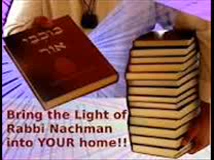 כוכבי
אור
Bring the Light of
Rabbi Nachman
into YOUR home!!